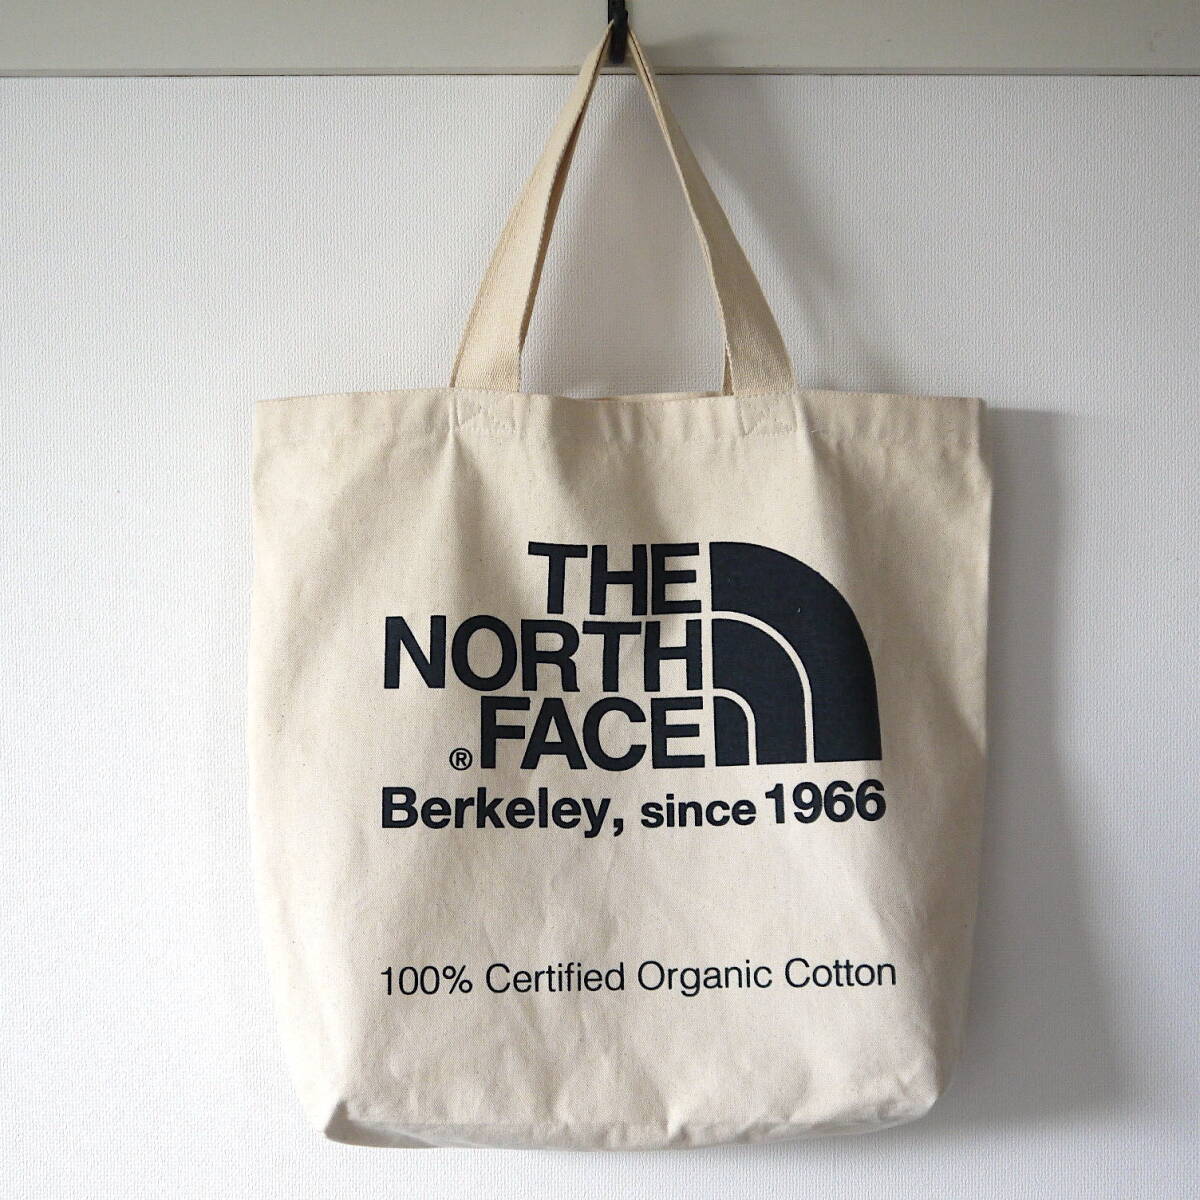 THE
NORTH
® FACE
Berkeley, since 1966
100% Certified Organic Cotton